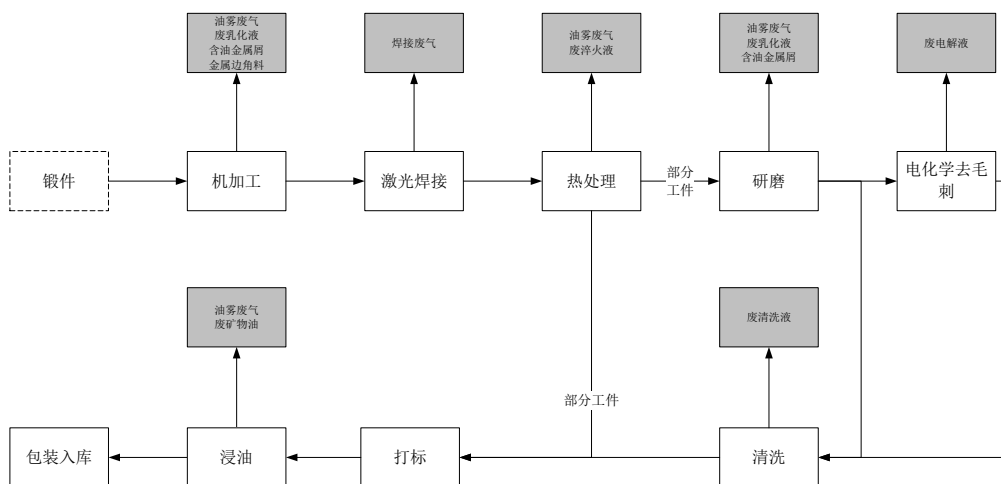 油雾废气
废乳化液
含油金属屑
金属边角料
焊接废气
油雾废气
废淬火液
油雾废气
废乳化液
含油金属屑
废电解液
锻件
机加工
激光焊接
热处理
部分
工件
研磨
电化学去毛
刺
油雾废气
废矿物油
废清洗液
部分工件
包装入库
浸油
打标
清洗